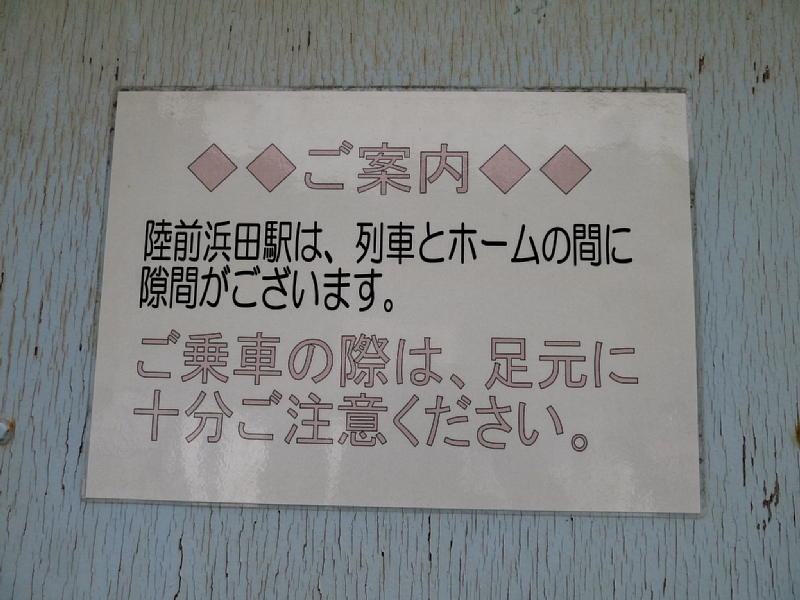 ◆◆ご案内◆◆
陸前浜田駅は、列車とホームの間に
隙間がございます。
ご乗車の際は、足元に
十分ご注意ください。